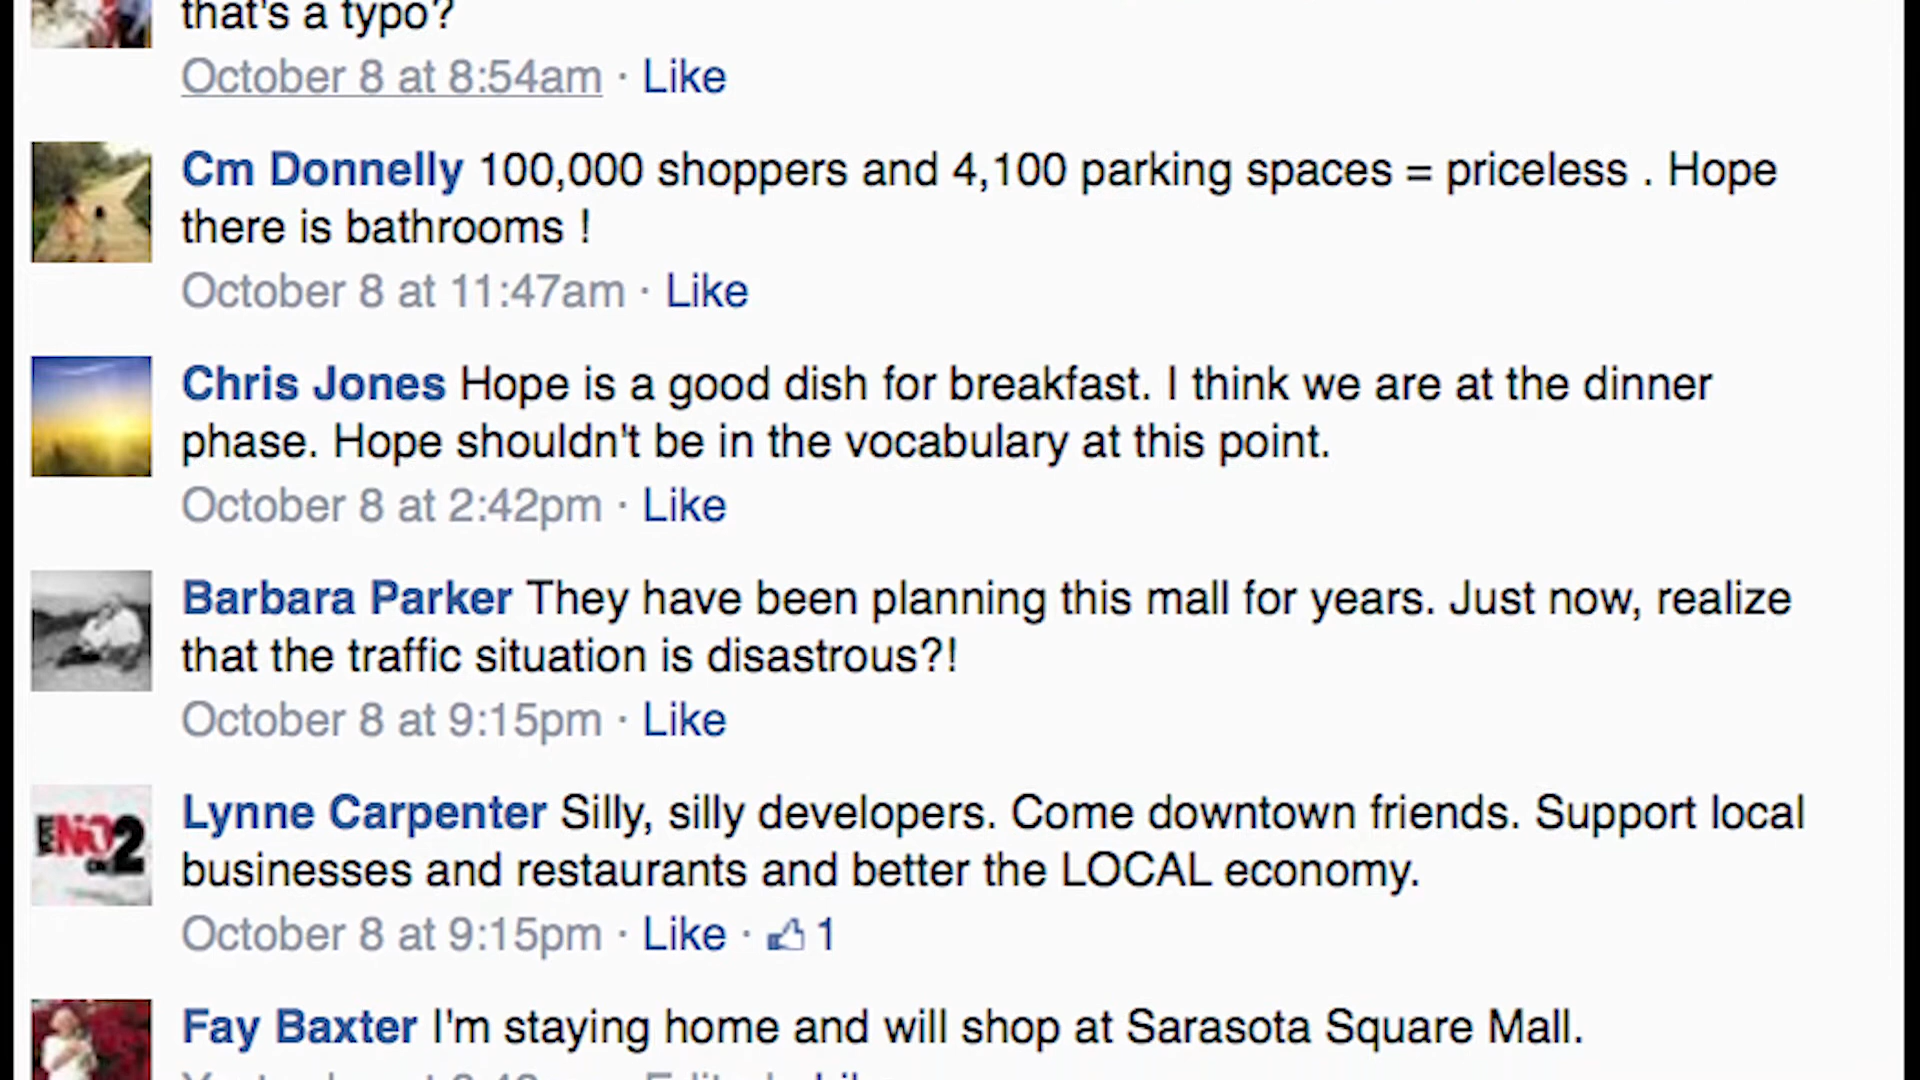 that's a typo?
October 8 at 8:54am · Like
Cm Donnelly 100,000 shoppers and 4,100 parking spaces = priceless . Hope
there is bathrooms !
October 8 at 11:47am · Like
Chris Jones Hope is a good dish for breakfast. I think we are at the dinner
phase. Hope shouldn't be in the vocabulary at this point.
October 8 at 2:42pm · Like
Barbara Parker They have been planning this mall for years. Just now, realize
that the traffic situation is disastrous?!
October 8 at 9:15pm · Like
NO 2
Lynne Carpenter Silly, silly developers. Come downtown friends. Support local
businesses and restaurants and better the LOCAL economy.
October 8 at 9:15pm · Like · 1
Fay Baxter I'm staying home and will shop at Sarasota Square Mall.